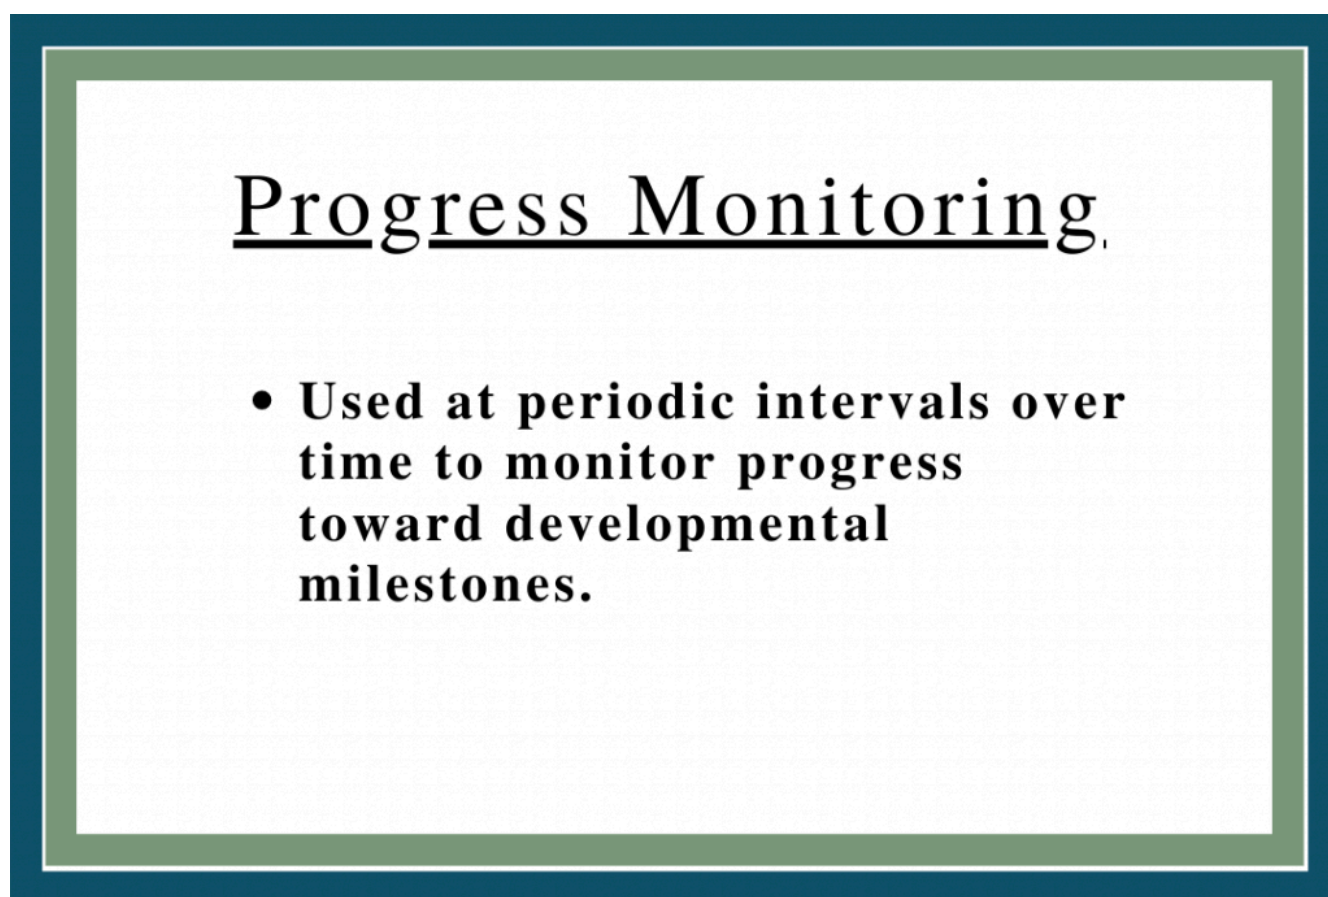 Progress Monitoring
• Used at periodic intervals over
time to monitor progress
toward developmental
milestones.